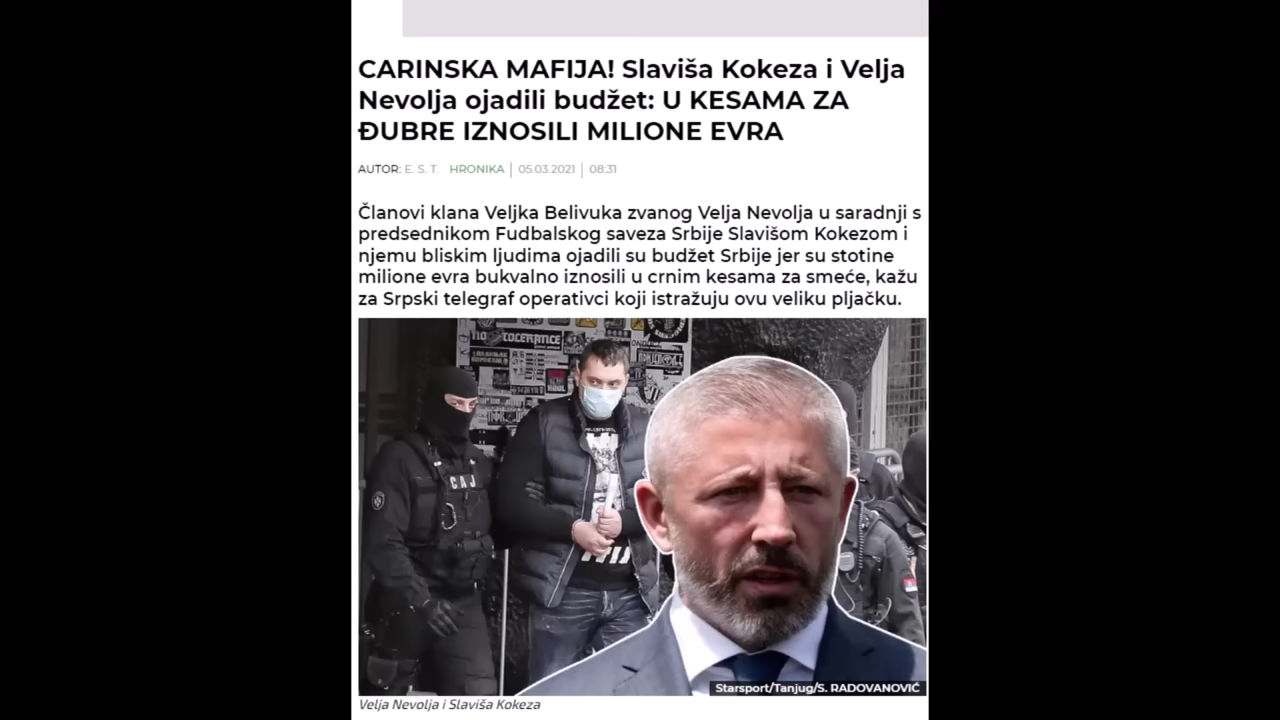 CARINSKA MAFIJA! Slaviša Kokeza i Velja
Nevolja ojadili budžet: U KESAMA ZA
ĐUBRE IZNOSILI MILIONE EVRA
AUTOR: E. S. T. HRONIKA | 05.03.2021 | 08:31
Članovi klana Veljka Belivuka zvanog Velja Nevolja u saradnji s
predsednikom Fudbalskog saveza Srbije Slavišom Kokezom i
njemu bliskim ljudima ojadili su budžet Srbije jer su stotine
milione evra bukvalno iznosili u crnim kesama za smeće, kažu
za Srpski telegraf operativci koji istražuju ovu veliku pljačku.
NO TOLERANCE
CAJ
Starsport/Tanjug/S. RADOVANOVIĆ
Velja Nevolja i Slaviša Kokeza